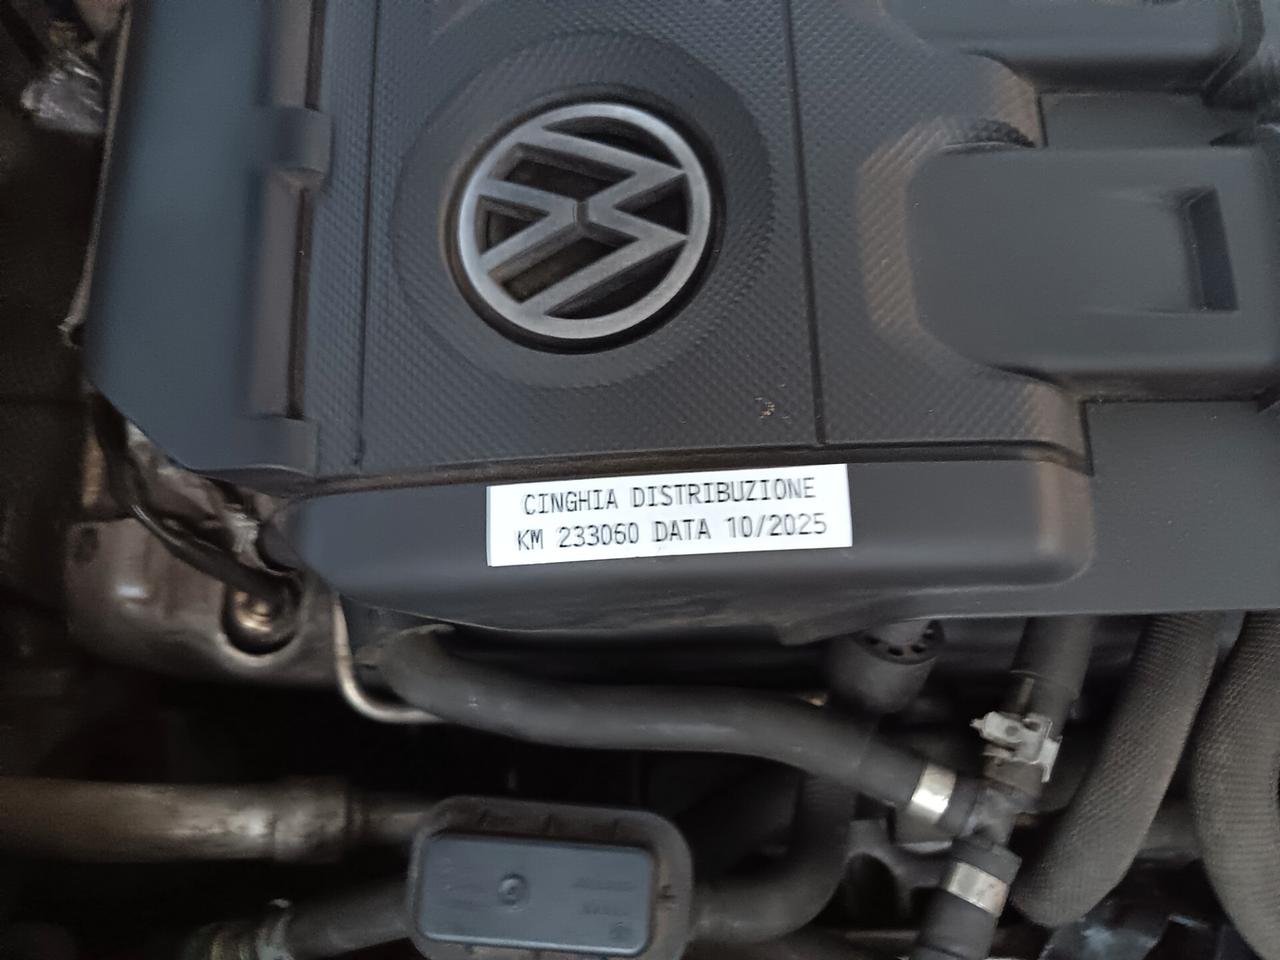 CINGHIA DISTRIBUZIONE
KM 233060 DATA 10/2025